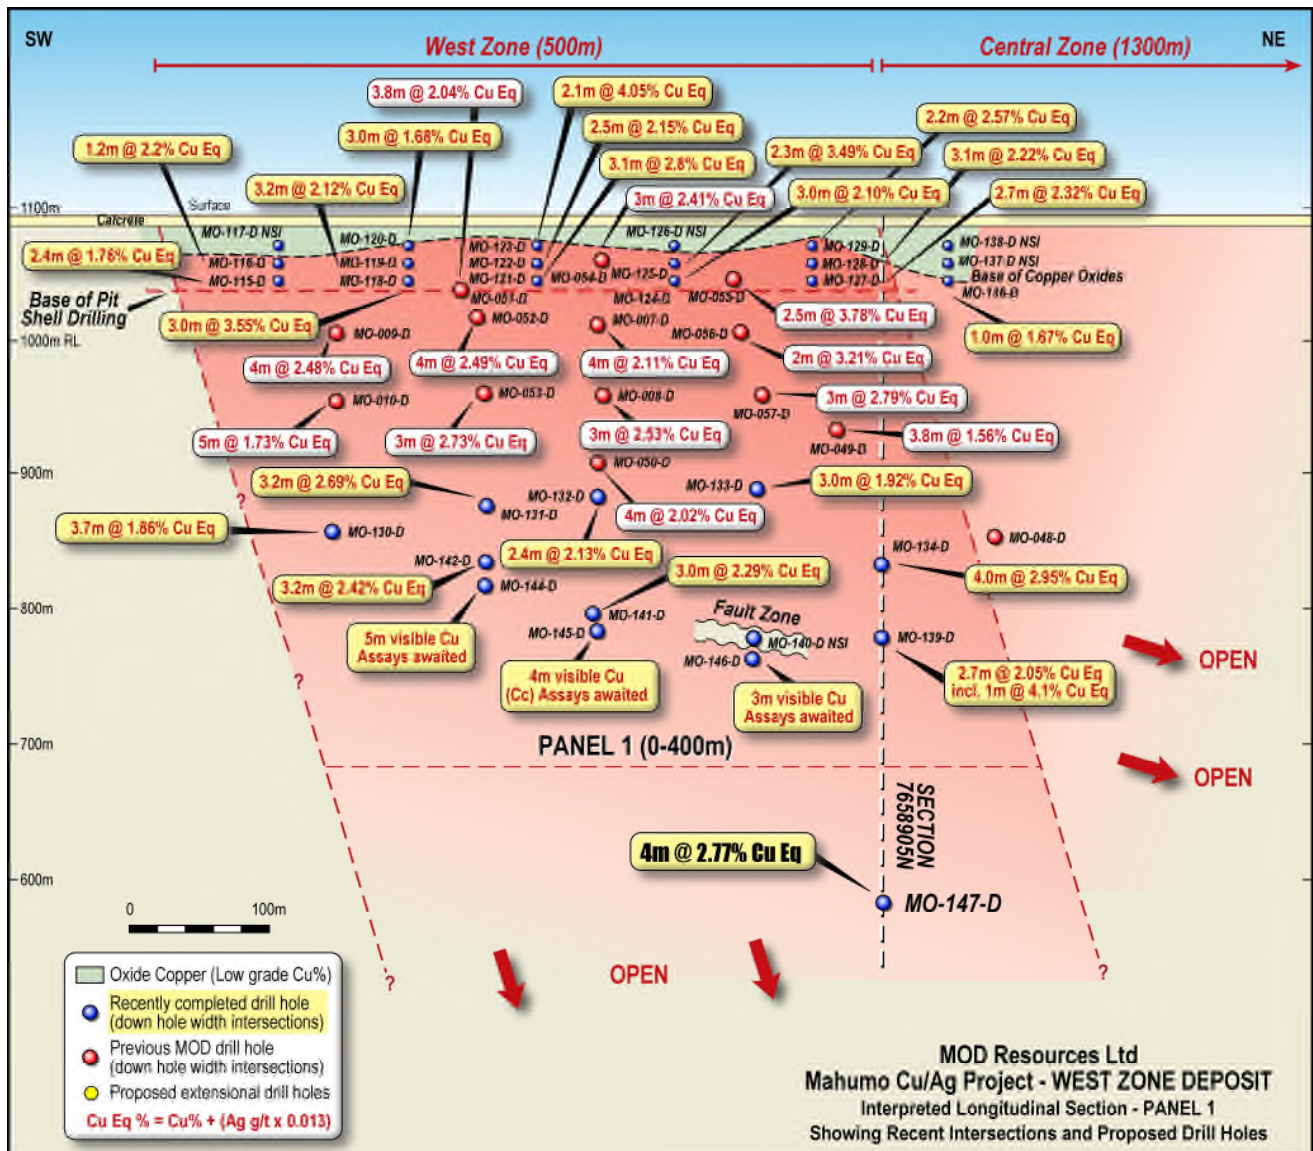 SW
West Zone (500m)
Central Zone (1300m)
NE
3.8m @ 2.04% Cu Eq
2.1m @ 4.05% Cu Eq
3.0m @ 1.68% Cu Eq
2.5m @ 2.15% Cu Eq
2.2m @ 2.57% Cu Eq
1.2m @ 2.2% Cu Eq
3.1m @ 2.8% Cu Eq
2.3m @ 3.49% Cu Eq
3.1m @ 2.22% Cu Eq
3.2m @ 2.12% Cu Eq
3m @ 2.41% Cu Eq
3.0m @ 2.10% Cu Eq
2.7m @ 2.32% Cu Eq
1100m
Surface
Calcrete
MO-117-D NSI
MO-120-D
MO-123-D
MO-126-D NSI
MO-129-D
MO-138-D NSI
2.4m @ 1.76% Cu Eq
MO-116-D
MO-119-D
MO-122-D
MO-128-D
MO-137-D NSI
MO-115-D
MO-118-D
MO-121-D
MO-054-D
MO-125-D
MO-127-D
Base of Copper Oxides
Base of Pit
Shell Drilling
MO-051-D
MO-124-D
MO-055-D
MO-136-D
3.0m @ 3.55% Cu Eq
MO-052-D
MO-007-D
2.5m @ 3.78% Cu Eq
1000m RL
MO-009-D
MO-056-D
1.0m @ 1.67% Cu Eq
4m @ 2.48% Cu Eq
4m @ 2.49% Cu Eq
4m @ 2.11% Cu Eq
2m @ 3.21% Cu Eq
MO-010-D
MO-053-D
MO-008-D
MO-057-D
3m @ 2.79% Cu Eq
5m @ 1.73% Cu Eq
3m @ 2.73% Cu Eq
3m @ 2.53% Cu Eq
MO-049-D
3.8m @ 1.56% Cu Eq
900m
MO-050-D
3.2m @ 2.69% Cu Eq
MO-132-D
MO-133-D
3.0m @ 1.92% Cu Eq
MO-131-D
4m @ 2.02% Cu Eq
3.7m @ 1.86% Cu Eq
MO-130-D
MO-048-D
2.4m @ 2.13% Cu Eq
MO-134-D
MO-142-D
3.0m @ 2.29% Cu Eq
4.0m @ 2.95% Cu Eq
3.2m @ 2.42% Cu Eq
MO-144-D
800m
MO-141-D
Fault Zone
5m visible Cu
Assays awaited
MO-145-D
MO-140-D NSI
MO-139-D
MO-146-D
OPEN
4m visible Cu
(Cc) Assays awaited
2.7m @ 2.05% Cu Eq
incl. 1m @ 4.1% Cu Eq
3m visible Cu
Assays awaited
700m
PANEL 1 (0-400m)
OPEN
SECTION
7658905N
4m @ 2.77% Cu Eq
600m
MO-147-D
0 100m
? ? ? ?
OPEN
Oxide Copper (Low grade Cu%)
Recently completed drill hole
(down hole width intersections)
Previous MOD drill hole
(down hole width intersections)
Proposed extensional drill holes
Cu Eq % = Cu% + (Ag g/t x 0.013)
MOD Resources Ltd
Mahumo Cu/Ag Project - WEST ZONE DEPOSIT
Interpreted Longitudinal Section - PANEL 1
Showing Recent Intersections and Proposed Drill Holes